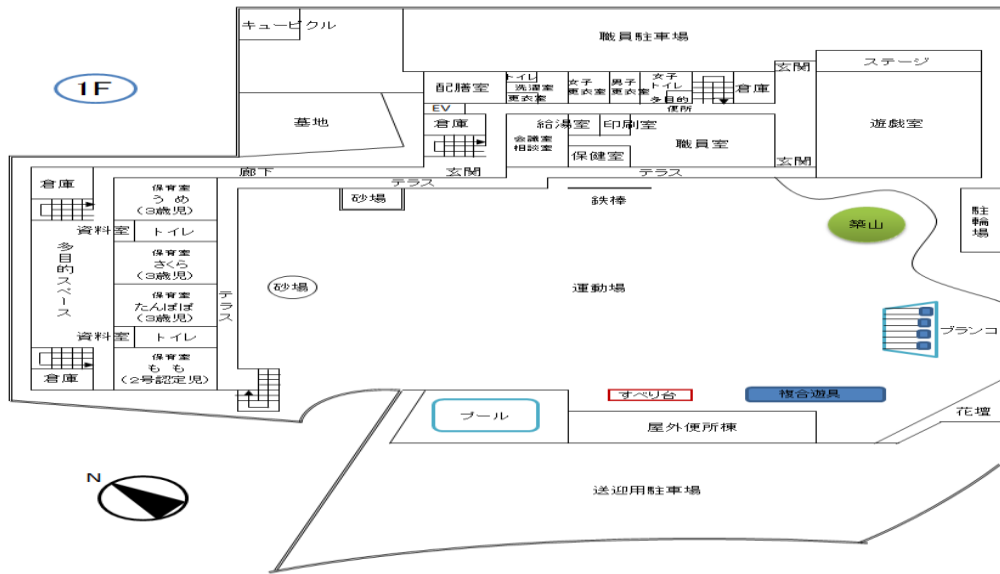 キュービクル
職員駐車場
1F
玄関
ステージ
配膳室
トイレ
洗濯室
更衣室
女子
更衣室
男子
更衣室
女子
トイレ
多目的
便所
倉庫
EV
倉庫
墓地
給湯室
印刷室
会議室
相談室
保健室
職員室
遊戯室
玄関
廊下
玄関
テラス
テラス
倉庫
保育室
うめ
(3歳児)
砂場
鉄棒
築山
駐輪場
資料室
トイレ
多目的スペース
保育室
さくら
(3歳児)
砂場
運動場
保育室
たんぽぽ
(3歳児)
テラス
ブランコ
資料室
トイレ
倉庫
保育室
もも
(2号認定児)
すべり台
複合遊具
プール
屋外便所棟
花壇
N
送迎用駐車場